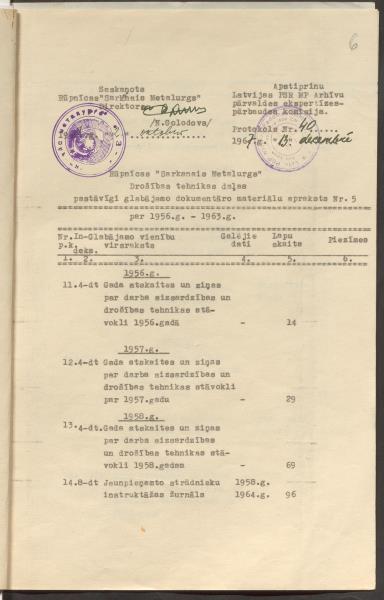 6
Saskaņots
Rūpnīcas"Sarkanais Metalurgs"
Direktors
/N.Golodova/
oktobrī
Apstiprinu
Latvijas PSR MP Arhīvu
pārvaldes ekspertīzes-
pārbaudes komisija.
Protokols Nr.40
1967.g. 13. decembrī
Rūpnīcas "Sarkanais Metalurgs"
Drošības tehnikas daļas
pastāvīgi glabājamo dokumentāro materiālu apraksts Nr. 5
par 1956.g. - 1963.g.
Nr. In- Glabājamo vienību Galējie Lapu Piezīmes
p.k. deks. virsraksts dati skaits
1. 2. 3. 4. 5. 6.
1956.g.
11.4-dt Gada atskaites un ziņas
par darba aizsardzības un
drošības tehnikas stā-
vokli 1956.gadā - 14
1957.g.
12.4-dt Gada atskaites un ziņas
par darba aizsardzības un
drošības tehnikas stāvokli
par 1957.gadu - 29
1958.g.
13.4-dt.Gada atskaites un ziņas
par darba aizsardzības
un drošības tehnikas stā-
vokli 1958.gadam - 69
14.8-dt Jaunpieņemto strādnieku 1958.g.
instruktāžas žurnāls 1964.g. 96